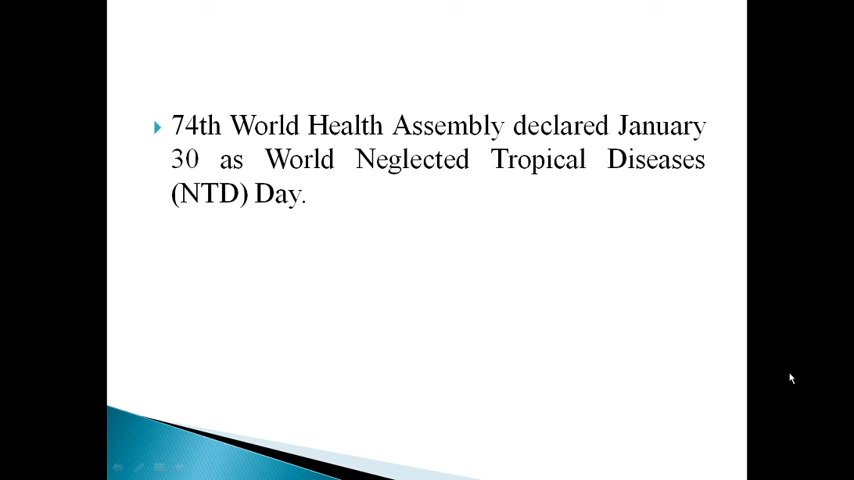 74th World Health Assembly declared January
30 as World Neglected Tropical Diseases
(NTD) Day.